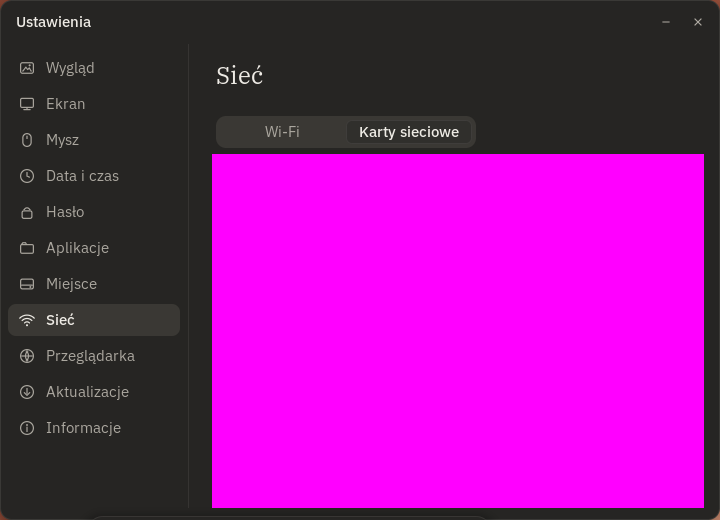 Ustawienia
Wygląd
Ekran
Mysz
Data i czas
Hasło
Aplikacje
Miejsce
Sieć
Przeglądarka
Aktualizacje
Informacje
Sieć
Wi-Fi
Karty sieciowe